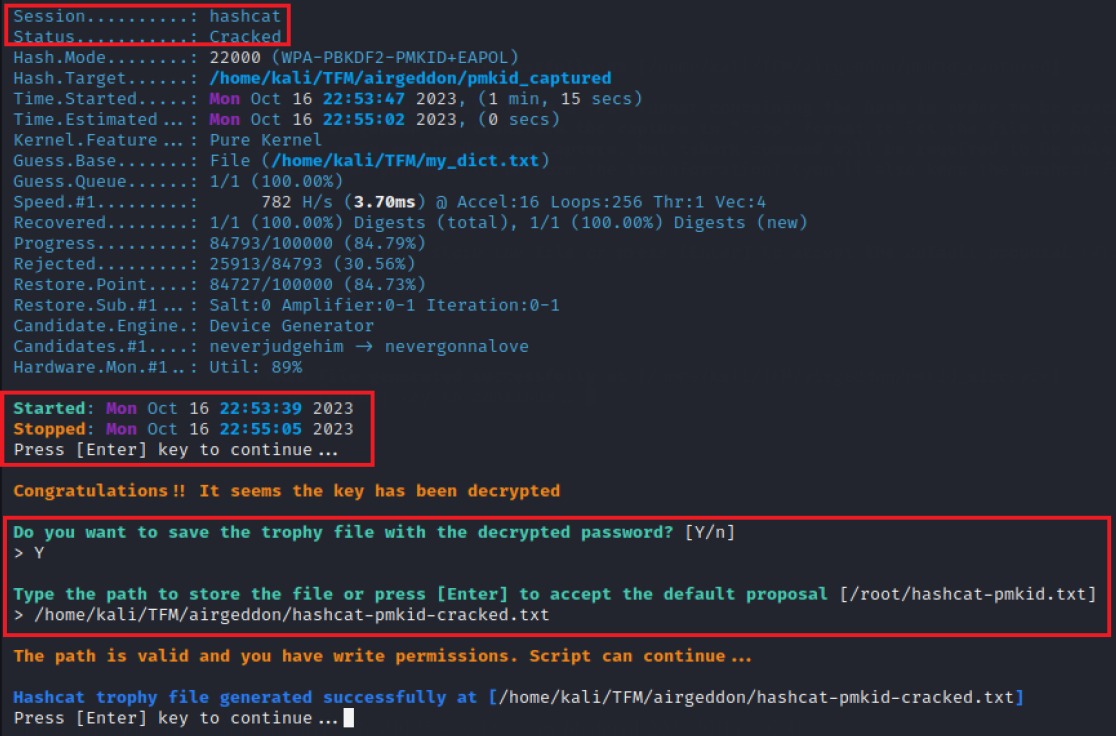 Session..........: hashcat
Status...........: Cracked
Hash.Mode........: 22000 (WPA-PBKDF2-PMKID+EAPOL)
Hash.Target......: /home/kali/TFM/airgeddon/pmkid_captured
Time.Started.....: Mon Oct 16 22:53:47 2023, (1 min, 15 secs)
Time.Estimated...: Mon Oct 16 22:55:02 2023, (0 secs)
Kernel.Feature...: Pure Kernel
Guess.Base.......: File (/home/kali/TFM/my_dict.txt)
Guess.Queue......: 1/1 (100.00%)
Speed.#1.........:      782 H/s (3.70ms) @ Accel:16 Loops:256 Thr:1 Vec:4
Recovered........: 1/1 (100.00%) Digests (total), 1/1 (100.00%) Digests (new)
Progress.........: 84793/100000 (84.79%)
Rejected.........: 25913/84793 (30.56%)
Restore.Point....: 84727/100000 (84.73%)
Restore.Sub.#1...: Salt:0 Amplifier:0-1 Iteration:0-1
Candidate.Engine.: Device Generator
Candidates.#1....: neverjudgehim -> nevergonnalove
Hardware.Mon.#1..: Util: 89%
Started: Mon Oct 16 22:53:39 2023
Stopped: Mon Oct 16 22:55:05 2023
Press [Enter] key to continue...
Congratulations!! It seems the key has been decrypted
Do you want to save the trophy file with the decrypted password? [Y/n]
> Y
Type the path to store the file or press [Enter] to accept the default proposal [/root/hashcat-pmkid.txt]
> /home/kali/TFM/airgeddon/hashcat-pmkid-cracked.txt
The path is valid and you have write permissions. Script can continue...
Hashcat trophy file generated successfully at [/home/kali/TFM/airgeddon/hashcat-pmkid-cracked.txt]
Press [Enter] key to continue...